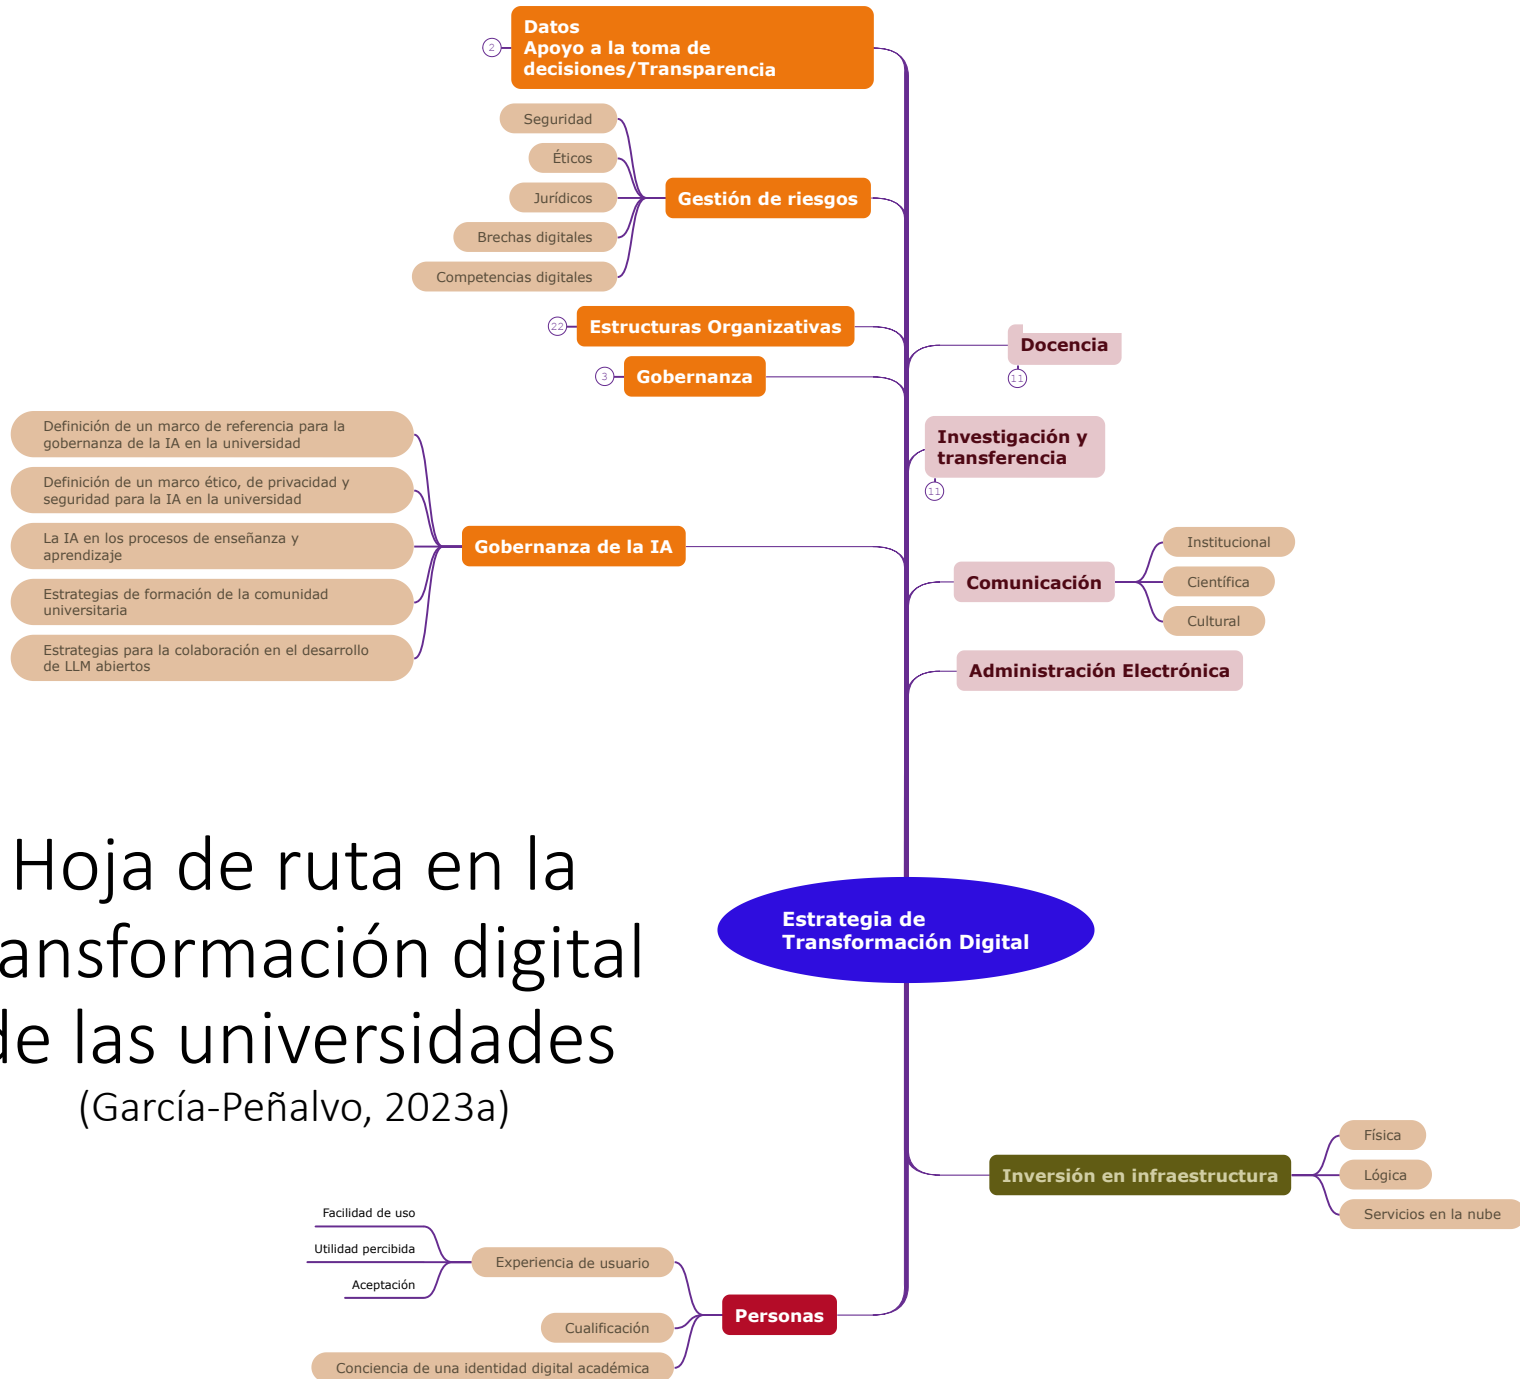 Datos
Apoyo a la toma de
decisiones/Transparencia
2
Seguridad
Éticos
Jurídicos
Brechas digitales
Competencias digitales
Gestión de riesgos
22
Estructuras Organizativas
3
Gobernanza
Definición de un marco de referencia para la
gobernanza de la IA en la universidad
Definición de un marco ético, de privacidad y
seguridad para la IA en la universidad
La IA en los procesos de enseñanza y
aprendizaje
Estrategias de formación de la comunidad
universitaria
Estrategias para la colaboración en el desarrollo
de LLM abiertos
Gobernanza de la IA
Docencia
11
Investigación y
transferencia
11
Comunicación
Institucional
Científica
Cultural
Administración Electrónica
Hoja de ruta en la
ansformación digital
de las universidades
(García-Peñalvo, 2023a)
Estrategia de
Transformación Digital
Inversión en infraestructura
Física
Lógica
Servicios en la nube
Facilidad de uso
Utilidad percibida
Aceptación
Experiencia de usuario
Cualificación
Conciencia de una identidad digital académica
Personas